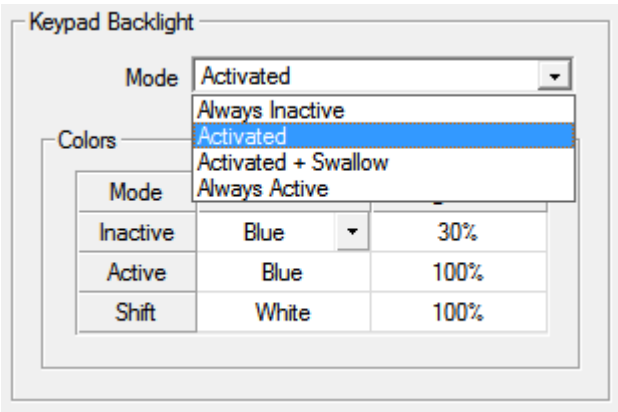 Keypad Backlight
Mode Activated
Always Inactive
Activated
Activated + Swallow
Always Active
Colors
Mode
Inactive Blue 30%
Active Blue 100%
Shift White 100%